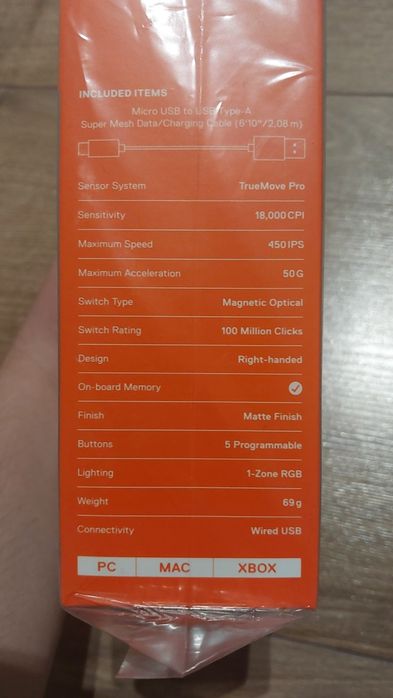 INCLUDED ITEMS
Micro USB to USB Type-A
Super Mesh Data/Charging Cable (6'10"/2.08 m)
Sensor System TrueMove Pro
Sensitivity 18,000 CPI
Maximum Speed 450 IPS
Maximum Acceleration 50 G
Switch Type Magnetic Optical
Switch Rating 100 Million Clicks
Design Right-handed
On-board Memory
Finish Matte Finish
Buttons 5 Programmable
Lighting 1-Zone RGB
Weight 69 g
Connectivity Wired USB
PC MAC XBOX